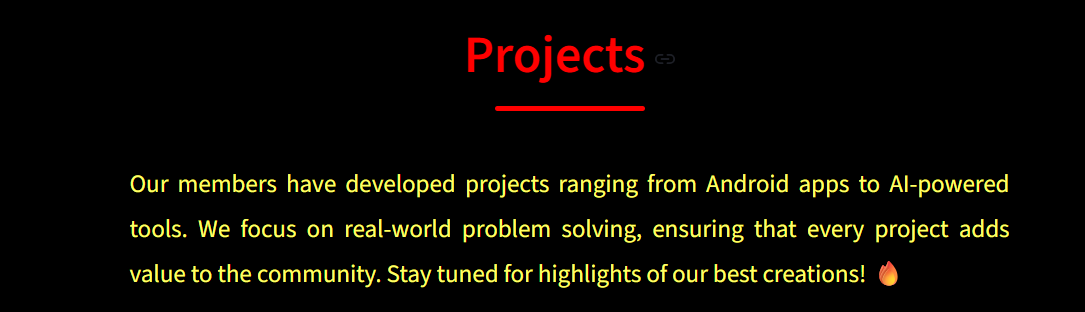 Projects
Our members have developed projects ranging from Android apps to AI-powered
tools. We focus on real-world problem solving, ensuring that every project adds
value to the community. Stay tuned for highlights of our best creations! 🔥